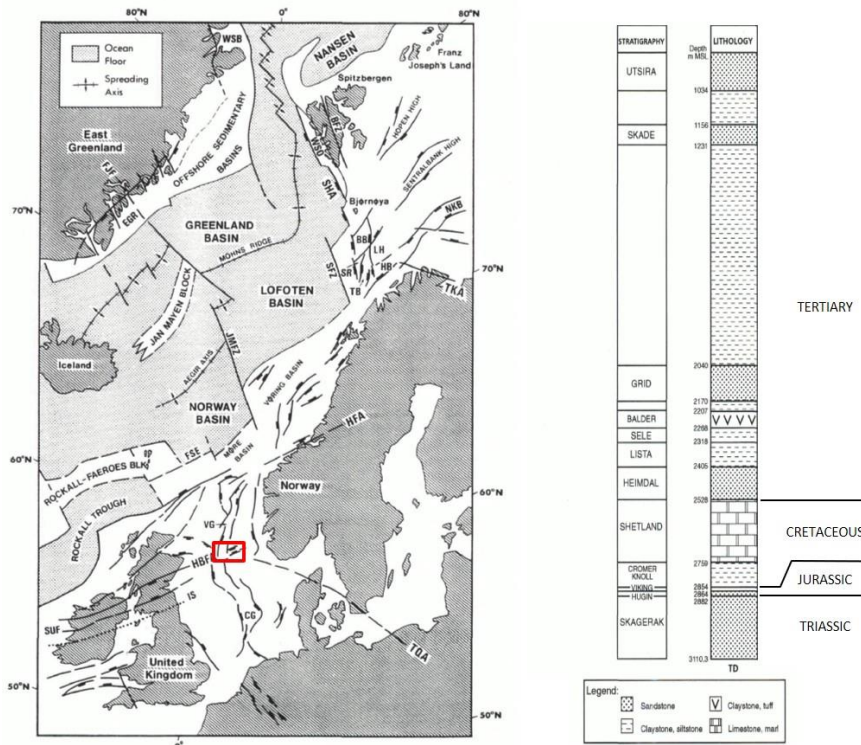 80°N
0°
80°N
Ocean
Floor
Spreading
Axis
WSB
NANSEN
BASIN
Franz
Joseph's Land
Spitzbergen
East
Greenland
OFFSHORE SEDIMENTARY
BASINS
BFZ
HOPEN HIGH
FJF
WSO
SENTRALBANK HIGH
EGR
SHA
Bjørnøya
NKB
70°N
GREENLAND
BASIN
BB
LH
MOHNS RIDGE
SFZ
SR
HB
70°N
TB
TKA
LOFOTEN
BASIN
JAN MAYEN BLOCK
Iceland
JMFZ
AEGIR AXIS
VØRING BASIN
NORWAY
BASIN
HFA
MØRE
BASIN
FSE
60°N
ROCKALL-FAEROES BLK
Norway
60°N
ROCKALL TROUGH
VG
HBF
IS
SUF
CG
TQA
United
Kingdom
50°N
50°N
0°
STRATIGRAPHY
LITHOLOGY
Depth
m MSL
UTSIRA
1034
1156
SKADE
1231
TERTIARY
2040
GRID
2170
2207
BALDER
2268
SELE
2318
LISTA
2405
HEIMDAL
2528
SHETLAND
CRETACEOUS
2759
CROMER
KNOLL
JURASSIC
2854
VIKING
2864
HUGIN
2882
SKAGERAK
TRIASSIC
3110.3
TD
Legend:
Sandstone
Claystone, tuff
Claystone, siltstone
Limestone, marl